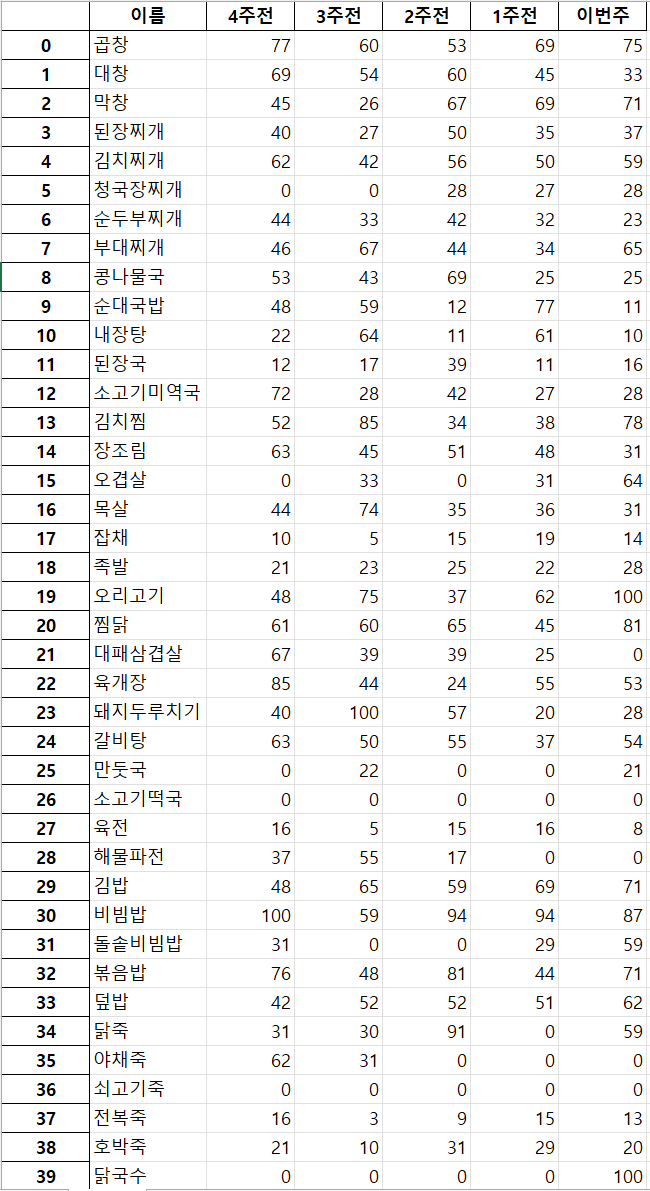 이름 4주전 3주전 2주전 1주전 이번주
0 곱창 77 60 53 69 75
1 대창 69 54 60 45 33
2 막창 45 26 67 69 71
3 된장찌개 40 27 50 35 37
4 김치찌개 62 42 56 50 59
5 청국장찌개 0 0 28 27 28
6 순두부찌개 44 33 42 32 23
7 부대찌개 46 67 44 34 65
8 콩나물국 53 43 69 25 25
9 순대국밥 48 59 12 77 11
10 내장탕 22 64 11 61 10
11 된장국 12 17 39 11 16
12 소고기미역국 72 28 42 27 28
13 김치찜 52 85 34 38 78
14 장조림 63 45 51 48 31
15 오겹살 0 33 0 31 64
16 목살 44 74 35 36 31
17 잡채 10 5 15 19 14
18 족발 21 23 25 22 28
19 오리고기 48 75 37 62 100
20 찜닭 61 60 65 45 81
21 대패삼겹살 67 39 39 25 0
22 육개장 85 44 24 55 53
23 돼지두루치기 40 100 57 20 28
24 갈비탕 63 50 55 37 54
25 만둣국 0 22 0 0 21
26 소고기떡국 0 0 0 0 0
27 육전 16 5 15 16 8
28 해물파전 37 55 17 0 0
29 김밥 48 65 59 69 71
30 비빔밥 100 59 94 94 87
31 돌솥비빔밥 31 0 0 29 59
32 볶음밥 76 48 81 44 71
33 덮밥 42 52 52 51 62
34 닭죽 31 30 91 0 59
35 야채죽 62 31 0 0 0
36 쇠고기죽 0 0 0 0 0
37 전복죽 16 3 9 15 13
38 호박죽 21 10 31 29 20
39 닭국수 0 0 0 0 100